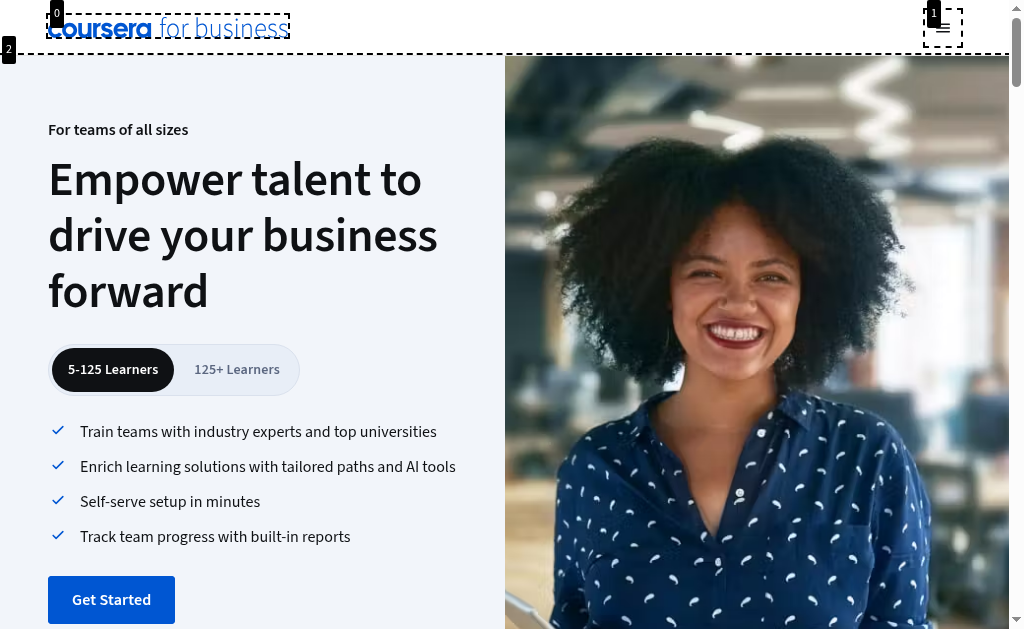 0
coursera for business
1
2
For teams of all sizes
Empower talent to
drive your business
forward
5-125 Learners
125+ Learners
Train teams with industry experts and top universities
Enrich learning solutions with tailored paths and AI tools
Self-serve setup in minutes
Track team progress with built-in reports
Get Started